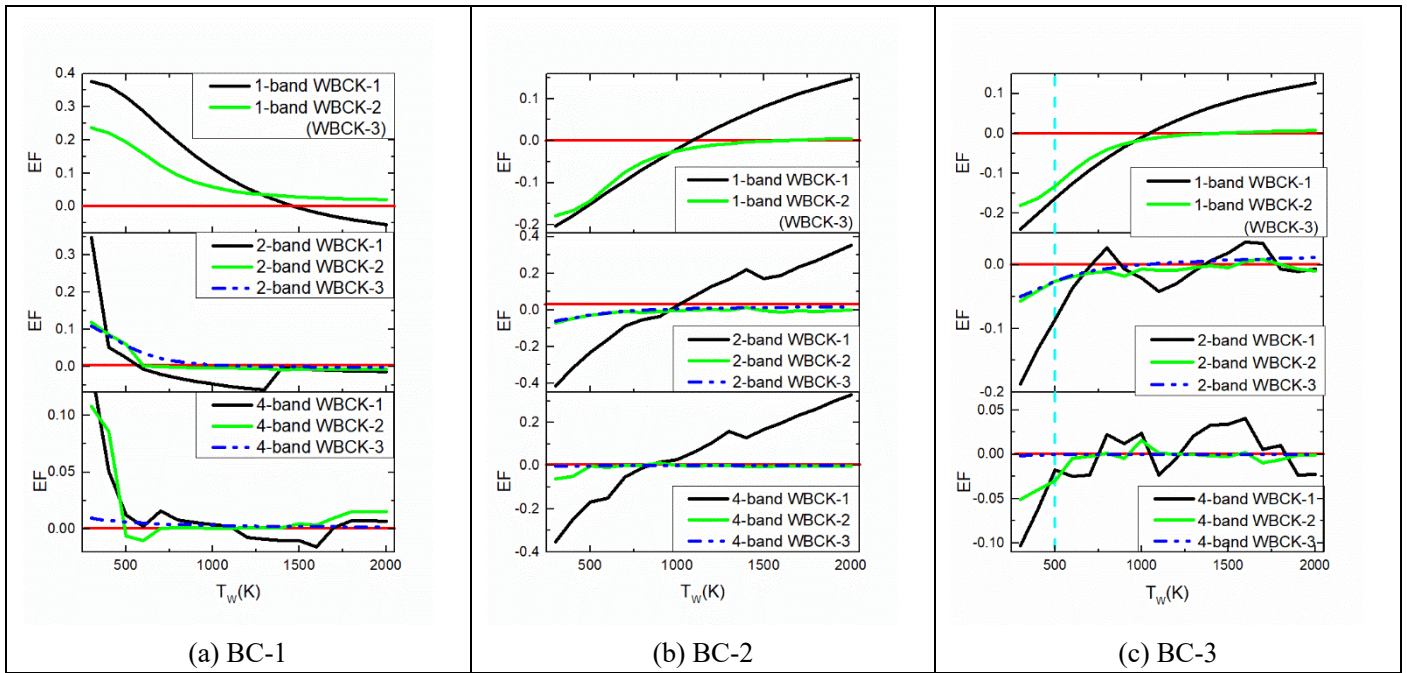 0.4
0.3
0.2
0.1
0.0
EF
1-band WBCK-1
1-band WBCK-2
(WBCK-3)
0.3
0.2
0.1
0.0
EF
2-band WBCK-1
2-band WBCK-2
2-band WBCK-3
0.10
0.05
0.00
EF
4-band WBCK-1
4-band WBCK-2
4-band WBCK-3
500 1000 1500 2000
TW(K)
(a) BC-1
0.1
0.0
-0.1
-0.2
EF
1-band WBCK-1
1-band WBCK-2
(WBCK-3)
0.4
0.2
0.0
-0.2
-0.4
EF
2-band WBCK-1
2-band WBCK-2
2-band WBCK-3
0.2
0.0
-0.2
-0.4
EF
4-band WBCK-1
4-band WBCK-2
4-band WBCK-3
500 1000 1500 2000
TW(K)
(b) BC-2
0.1
0.0
-0.1
-0.2
EF
1-band WBCK-1
1-band WBCK-2
(WBCK-3)
0.0
-0.1
-0.2
EF
2-band WBCK-1
2-band WBCK-2
2-band WBCK-3
0.05
0.00
-0.05
-0.10
EF
4-band WBCK-1
4-band WBCK-2
4-band WBCK-3
500 1000 1500 2000
TW(K)
(c) BC-3